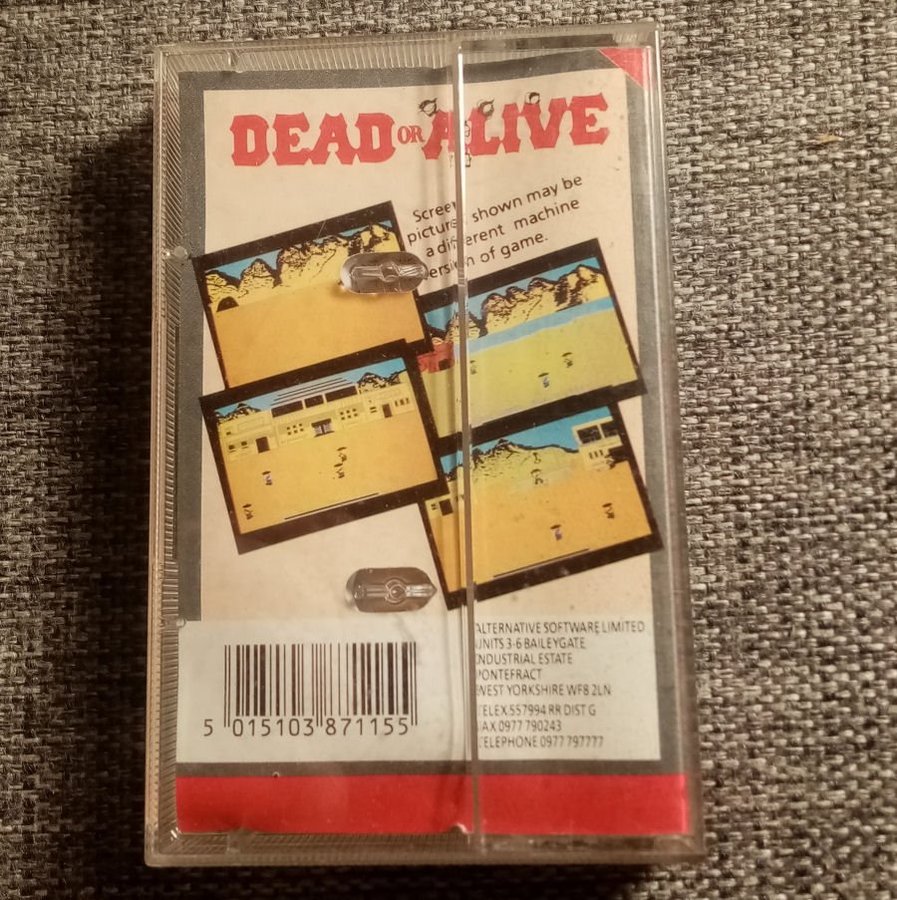 DEAD OR ALIVE
Screen
pictures shown may be
a different machine
version of game.
ALTERNATIVE SOFTWARE LIMITED
UNITS 3-6 BAILEYGATE
INDUSTRIAL ESTATE
PONTEFRACT
WEST YORKSHIRE WF8 2LN
TELEX 557994 RR DIST G
FAX 0977 790243
TELEPHONE 0977 797777
5 015103 871155